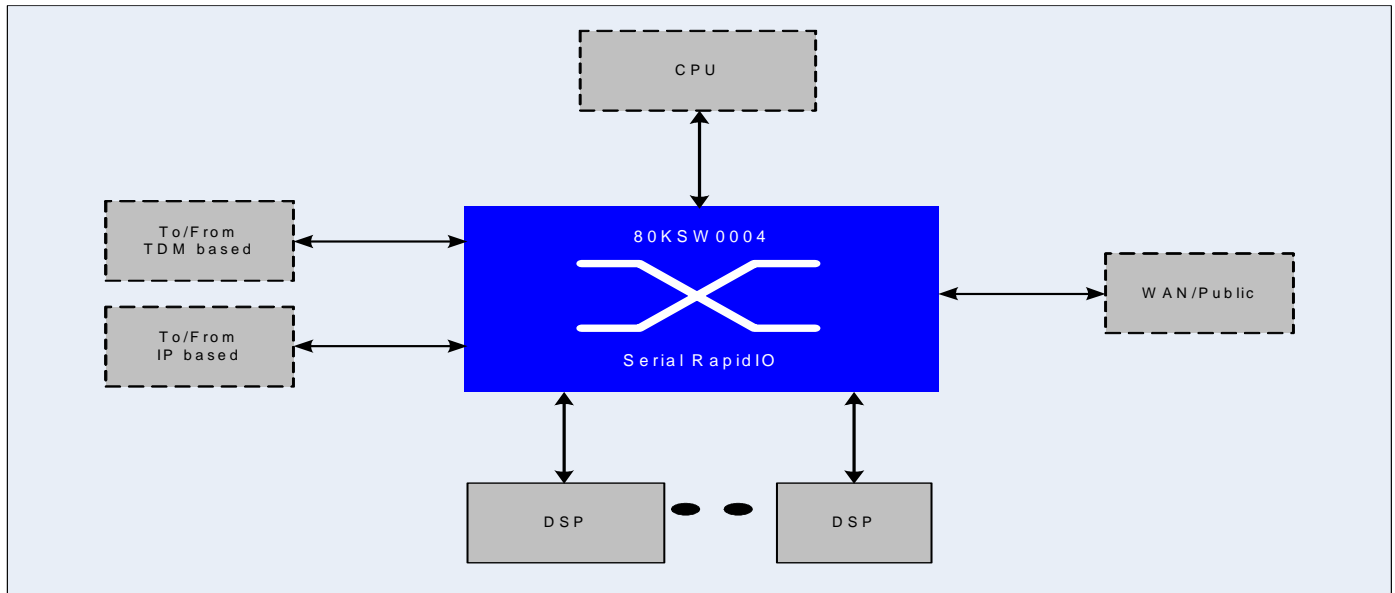 CPU
To/From
TDM based
80KSW0004
WAN/Public
To/From
IP based
Serial RapidIO
DSP
DSP